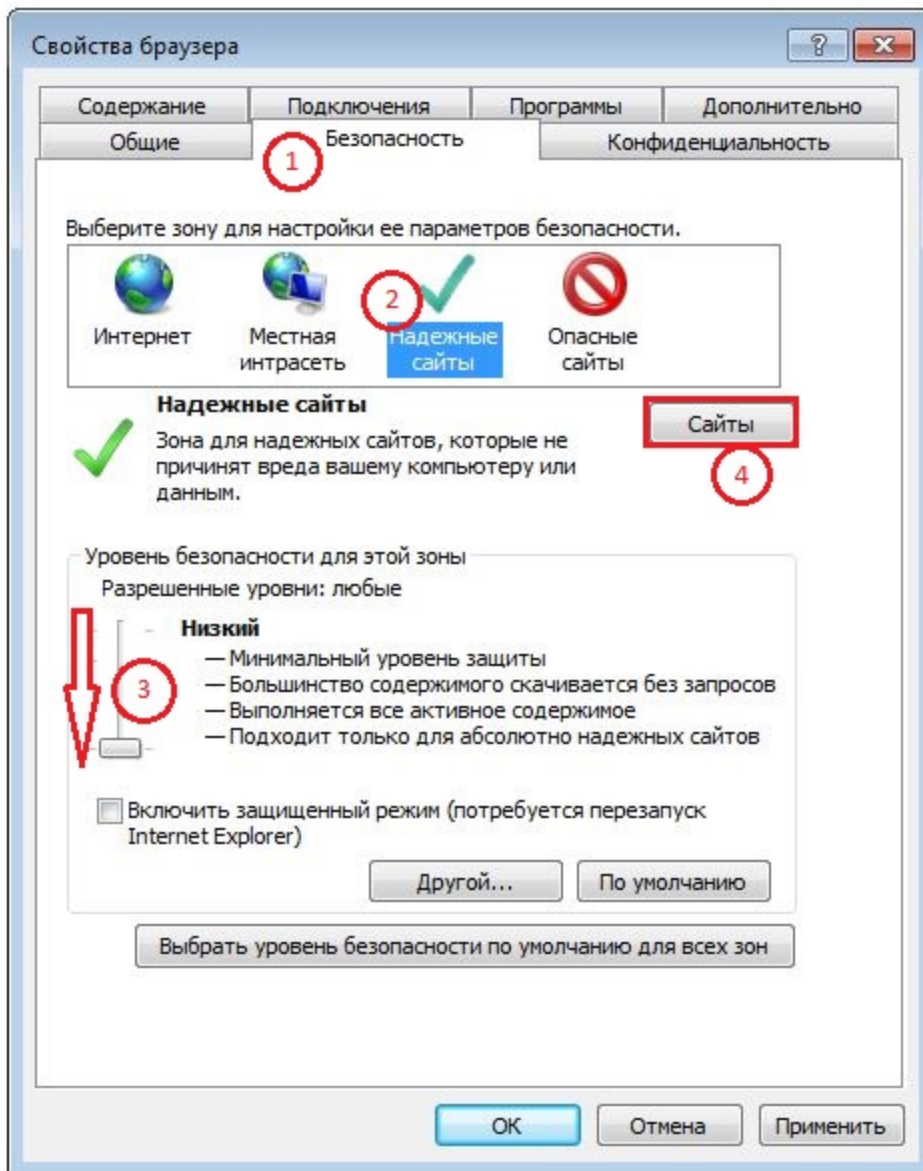 Свойства браузера
?
Содержание Подключения Программы Дополнительно
Общие Безопасность Конфиденциальность
1
Выберите зону для настройки ее параметров безопасности.
2
Интернет
Местная
интрасеть
Надежные
сайты
Опасные
сайты
Надежные сайты
Зона для надежных сайтов, которые не
причинят вреда вашему компьютеру или
данным.
Сайты
4
Уровень безопасности для этой зоны
Разрешенные уровни: любые
3
Низкий
— Минимальный уровень защиты
— Большинство содержимого скачивается без запросов
— Выполняется все активное содержимое
— Подходит только для абсолютно надежных сайтов
Включить защищенный режим (потребуется перезапуск
Internet Explorer)
Другой... По умолчанию
Выбрать уровень безопасности по умолчанию для всех зон
ОК Отмена Применить